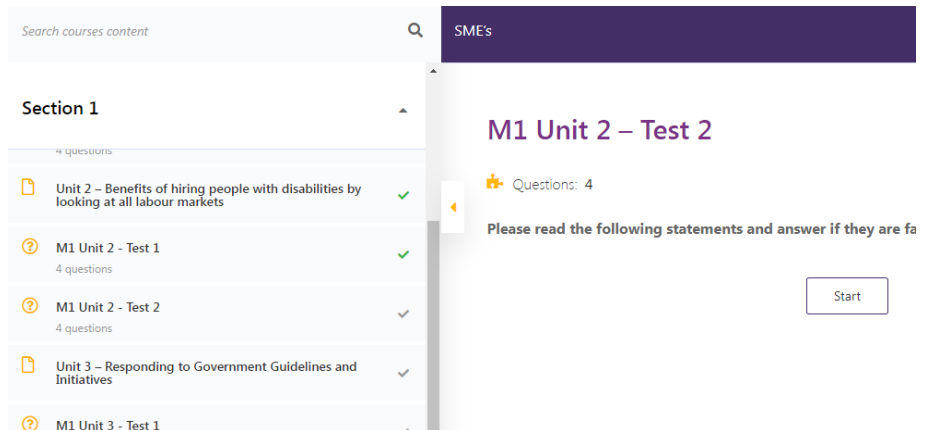 Search courses content
SME's
Section 1
4 questions
Unit 2 – Benefits of hiring people with disabilities by
looking at all labour markets
M1 Unit 2 - Test 1
4 questions
M1 Unit 2 - Test 2
4 questions
Unit 3 – Responding to Government Guidelines and
Initiatives
M1 Unit 3 - Test 1
M1 Unit 2 – Test 2
Questions: 4
Please read the following statements and answer if they are fa
Start